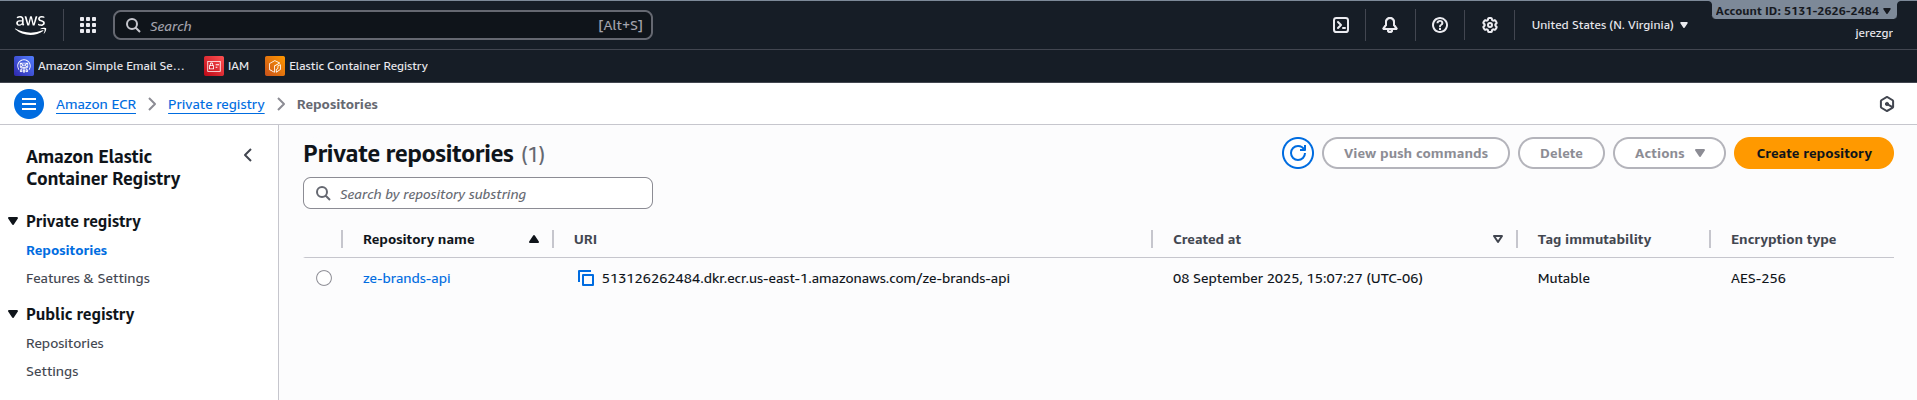 aws
Search [Alt+S]
United States (N. Virginia)
Account ID: 5131-2626-2484
jerezgr
Amazon Simple Email Se...
IAM
Elastic Container Registry
Amazon ECR
Private registry
Repositories
Amazon Elastic
Container Registry
Private registry
Repositories
Features & Settings
Public registry
Repositories
Settings
Private repositories (1)
View push commands
Delete
Actions
Create repository
Search by repository substring
Repository name URI Created at Tag immutability Encryption type
ze-brands-api 513126262484.dkr.ecr.us-east-1.amazonaws.com/ze-brands-api 08 September 2025, 15:07:27 (UTC-06) Mutable AES-256